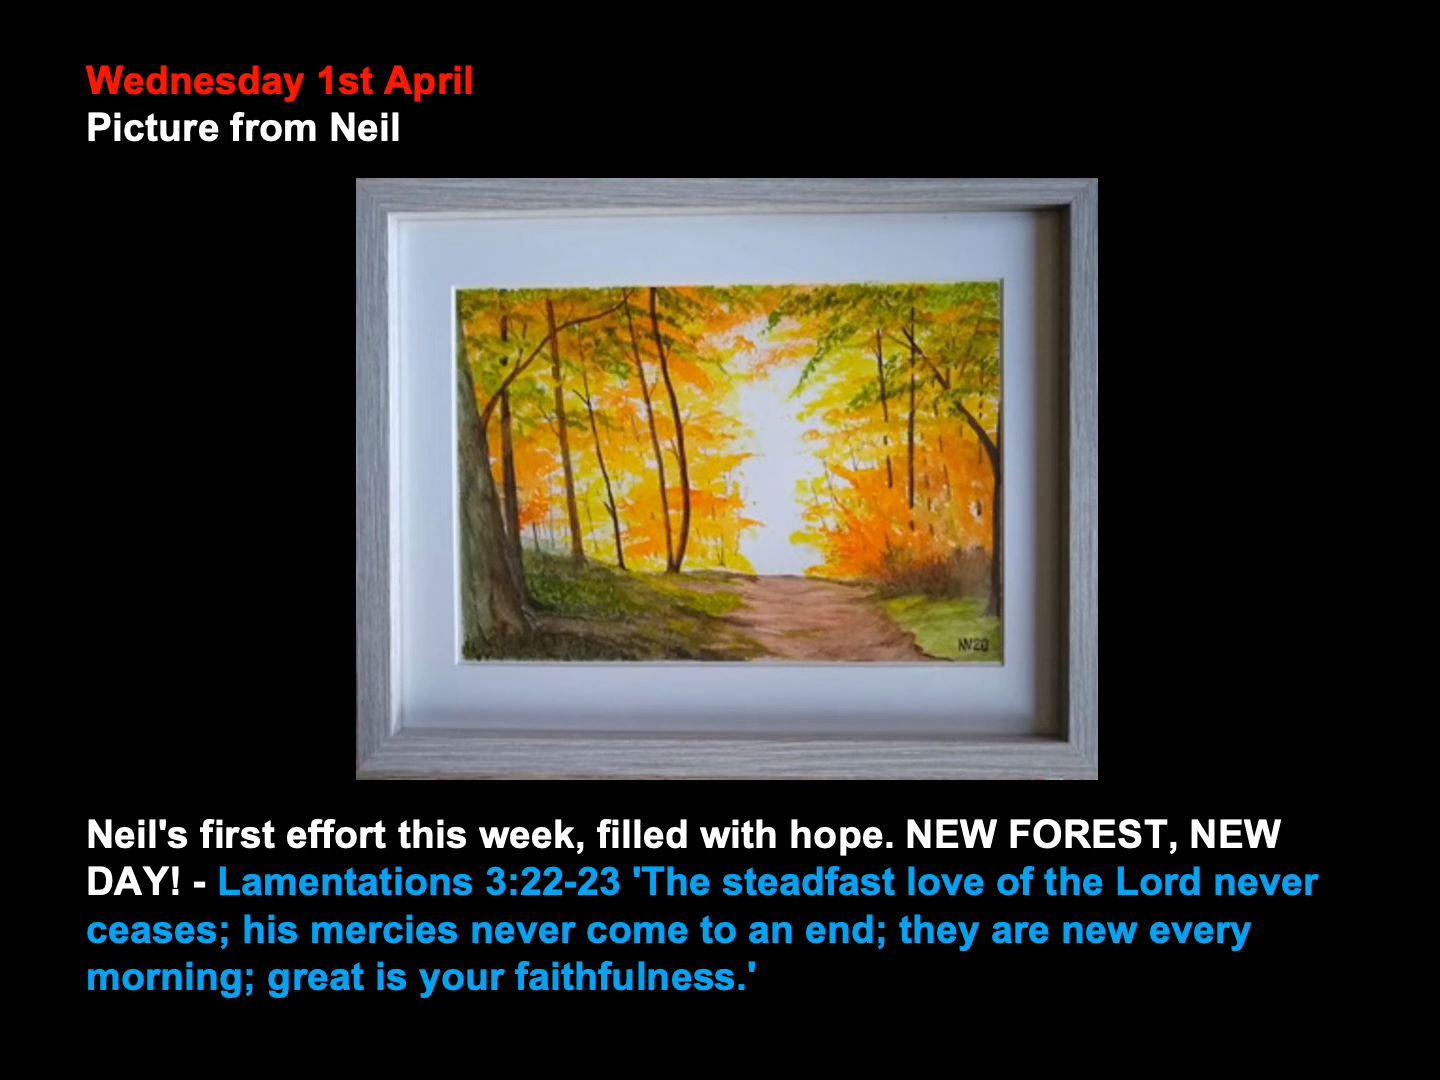 Wednesday 1st April
Picture from Neil
NV20
Neil's first effort this week, filled with hope. NEW FOREST, NEW
DAY! - Lamentations 3:22-23 'The steadfast love of the Lord never
ceases; his mercies never come to an end; they are new every
morning; great is your faithfulness.'